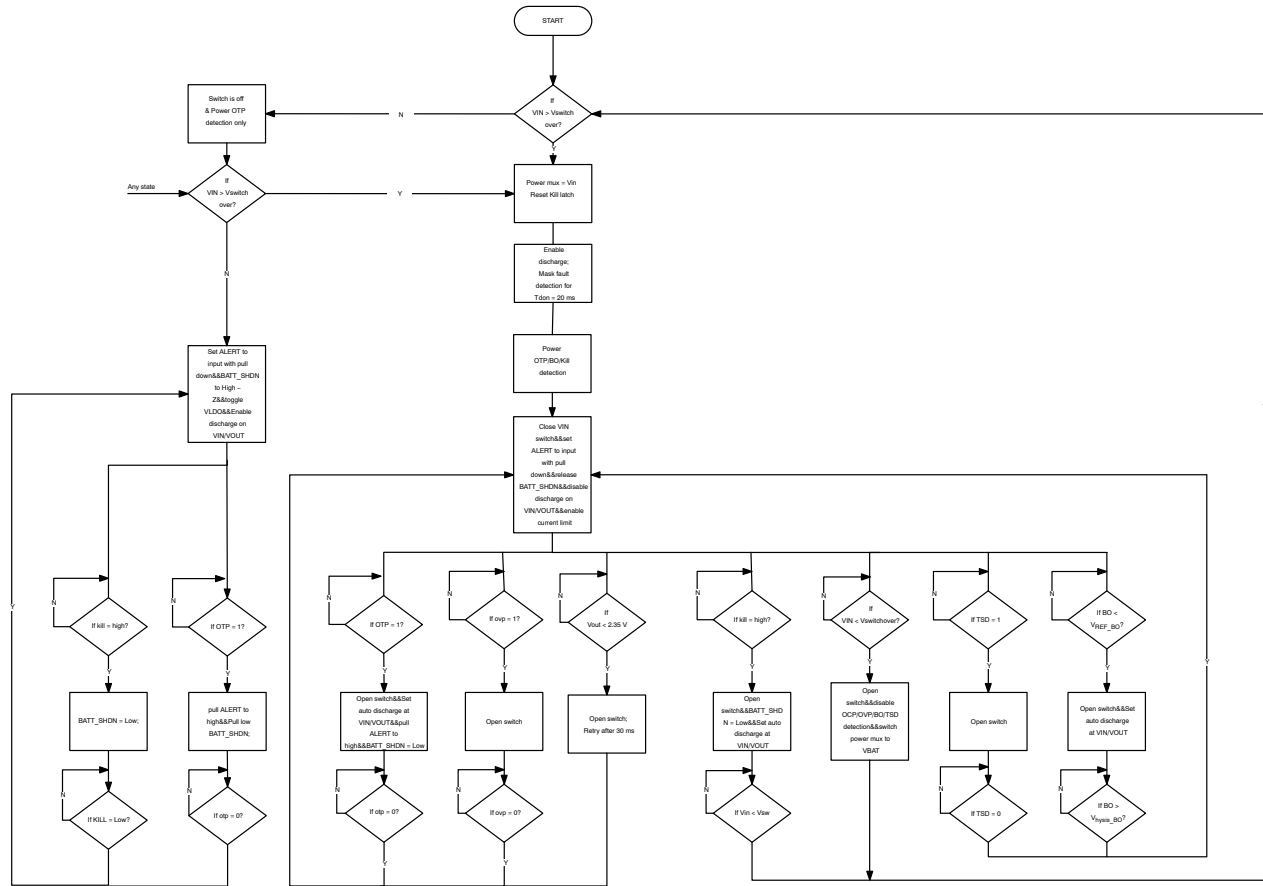 START
If
VIN > Vswitch
over?
N
Y
Switch is off
& Power OTP
detection only
Any state
If
VIN > Vswitch
over?
Y
N
Power mux = Vin
Reset Kill latch
Enable
discharge;
Mask fault
detection for
Tdon = 20 ms
Power
OTP/BO/Kill
detection
Set ALERT to
input with pull
down&&BATT_SHDN
to High –
Z&&toggle
VLDO&&Enable
discharge on
VIN/VOUT
Close VIN
switch&&set
ALERT to input
with pull
down&&release
BATT_SHDN&&disable
discharge on
VIN/VOUT&&enable
current limit
Y
N
If kill = high?
Y
BATT_SHDN = Low;
N
If KILL = Low?
N
If OTP = 1?
Y
pull ALERT to
high&&Pull low
BATT_SHDN;
N
If otp = 0?
N
If OTP = 1?
Y
Open switch&&Set
auto discharge at
VIN/VOUT&&pull
ALERT to
high&&BATT_SHDN = Low
N
If otp = 0?
Y
N
If ovp = 1?
Y
Open switch
N
If ovp = 0?
Y
N
If
Vout < 2.35 V
Y
Open switch;
Retry after 30 ms
N
If kill = high?
Y
Open
switch&&BATT_SHD
N = Low&&Set auto
discharge at
VIN/VOUT
N
If Vin < Vsw
N
If
VIN < Vswitchover?
Y
Open
switch&&disable
OCP/OVP/BO/TSD
detection&&switch
power mux to
VBAT
N
If TSD = 1
Y
Open switch
N
If TSD = 0
N
If BO <
VREF_BO?
Y
Open switch&&Set
auto discharge
at VIN/VOUT
N
If BO >
Vhysis_BO?
Y